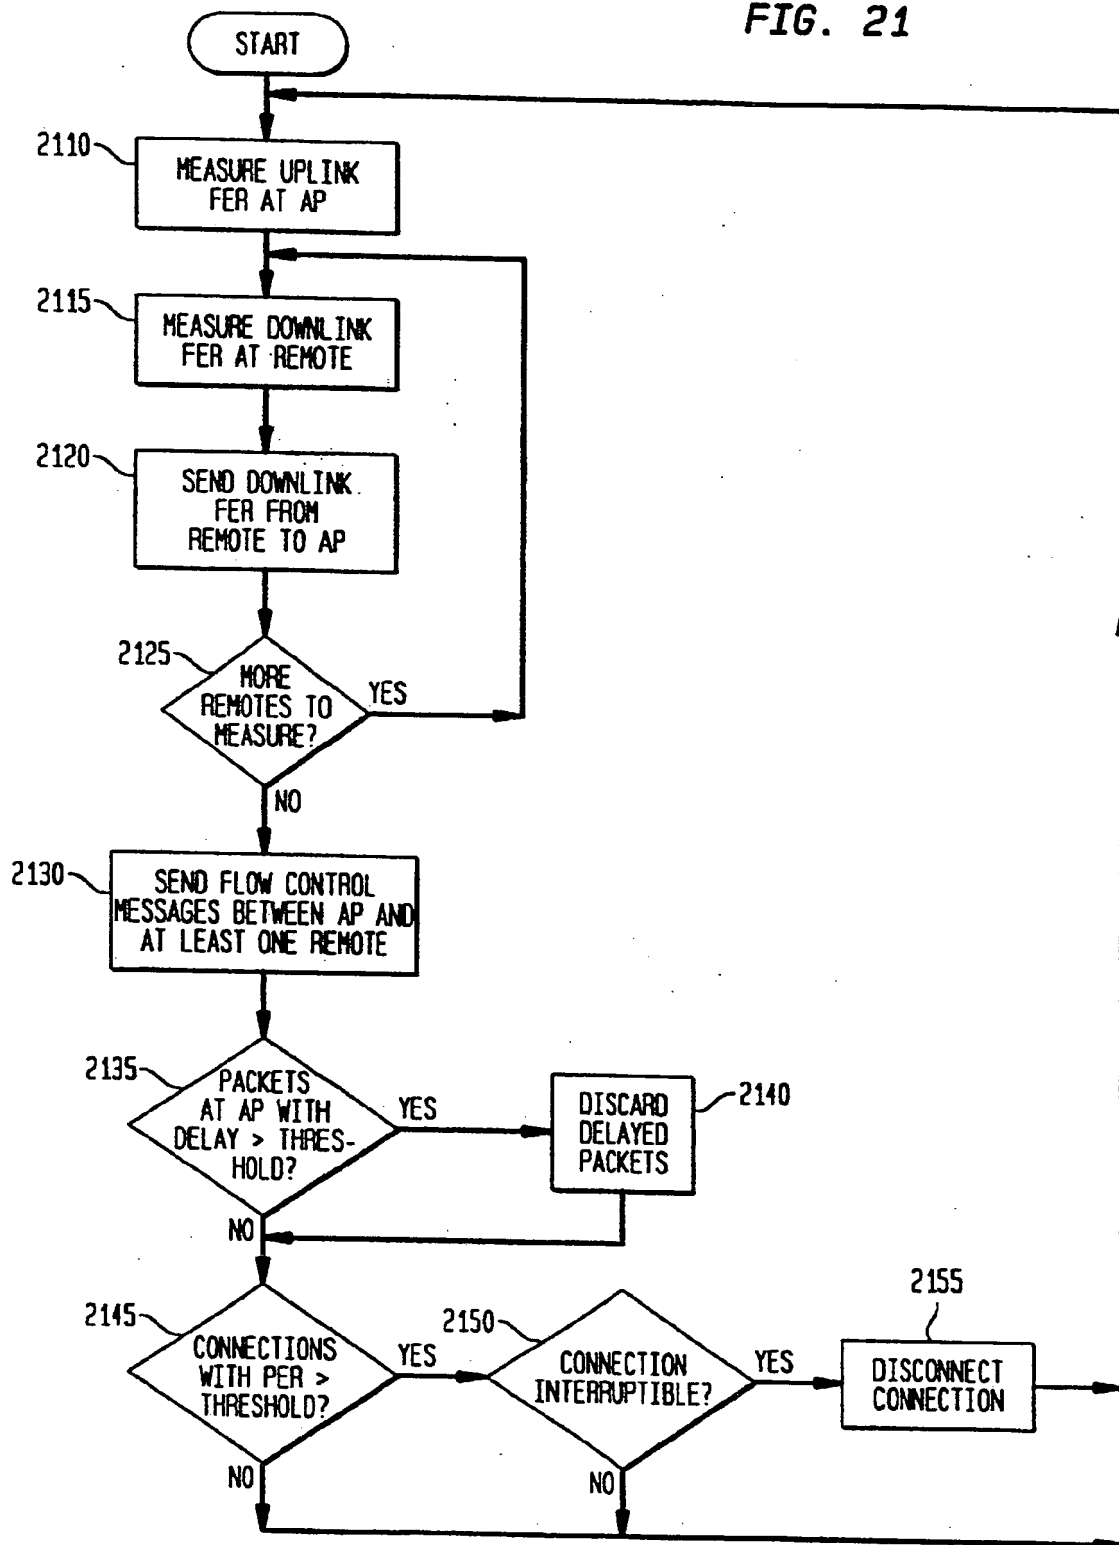 FIG. 21
START
2110
MEASURE UPLINK
FER AT AP
2115
MEASURE DOWNLINK
FER AT REMOTE
2120
SEND DOWNLINK
FER FROM
REMOTE TO AP
2125
MORE
REMOTES TO
MEASURE?
YES
NO
2130
SEND FLOW CONTROL
MESSAGES BETWEEN AP AND
AT LEAST ONE REMOTE
2135
PACKETS
AT AP WITH
DELAY > THRES-
HOLD?
YES
2140
DISCARD
DELAYED
PACKETS
NO
2145
CONNECTIONS
WITH PER >
THRESHOLD?
YES
2150
CONNECTION
INTERRUPTIBLE?
YES
2155
DISCONNECT
CONNECTION
NO
NO